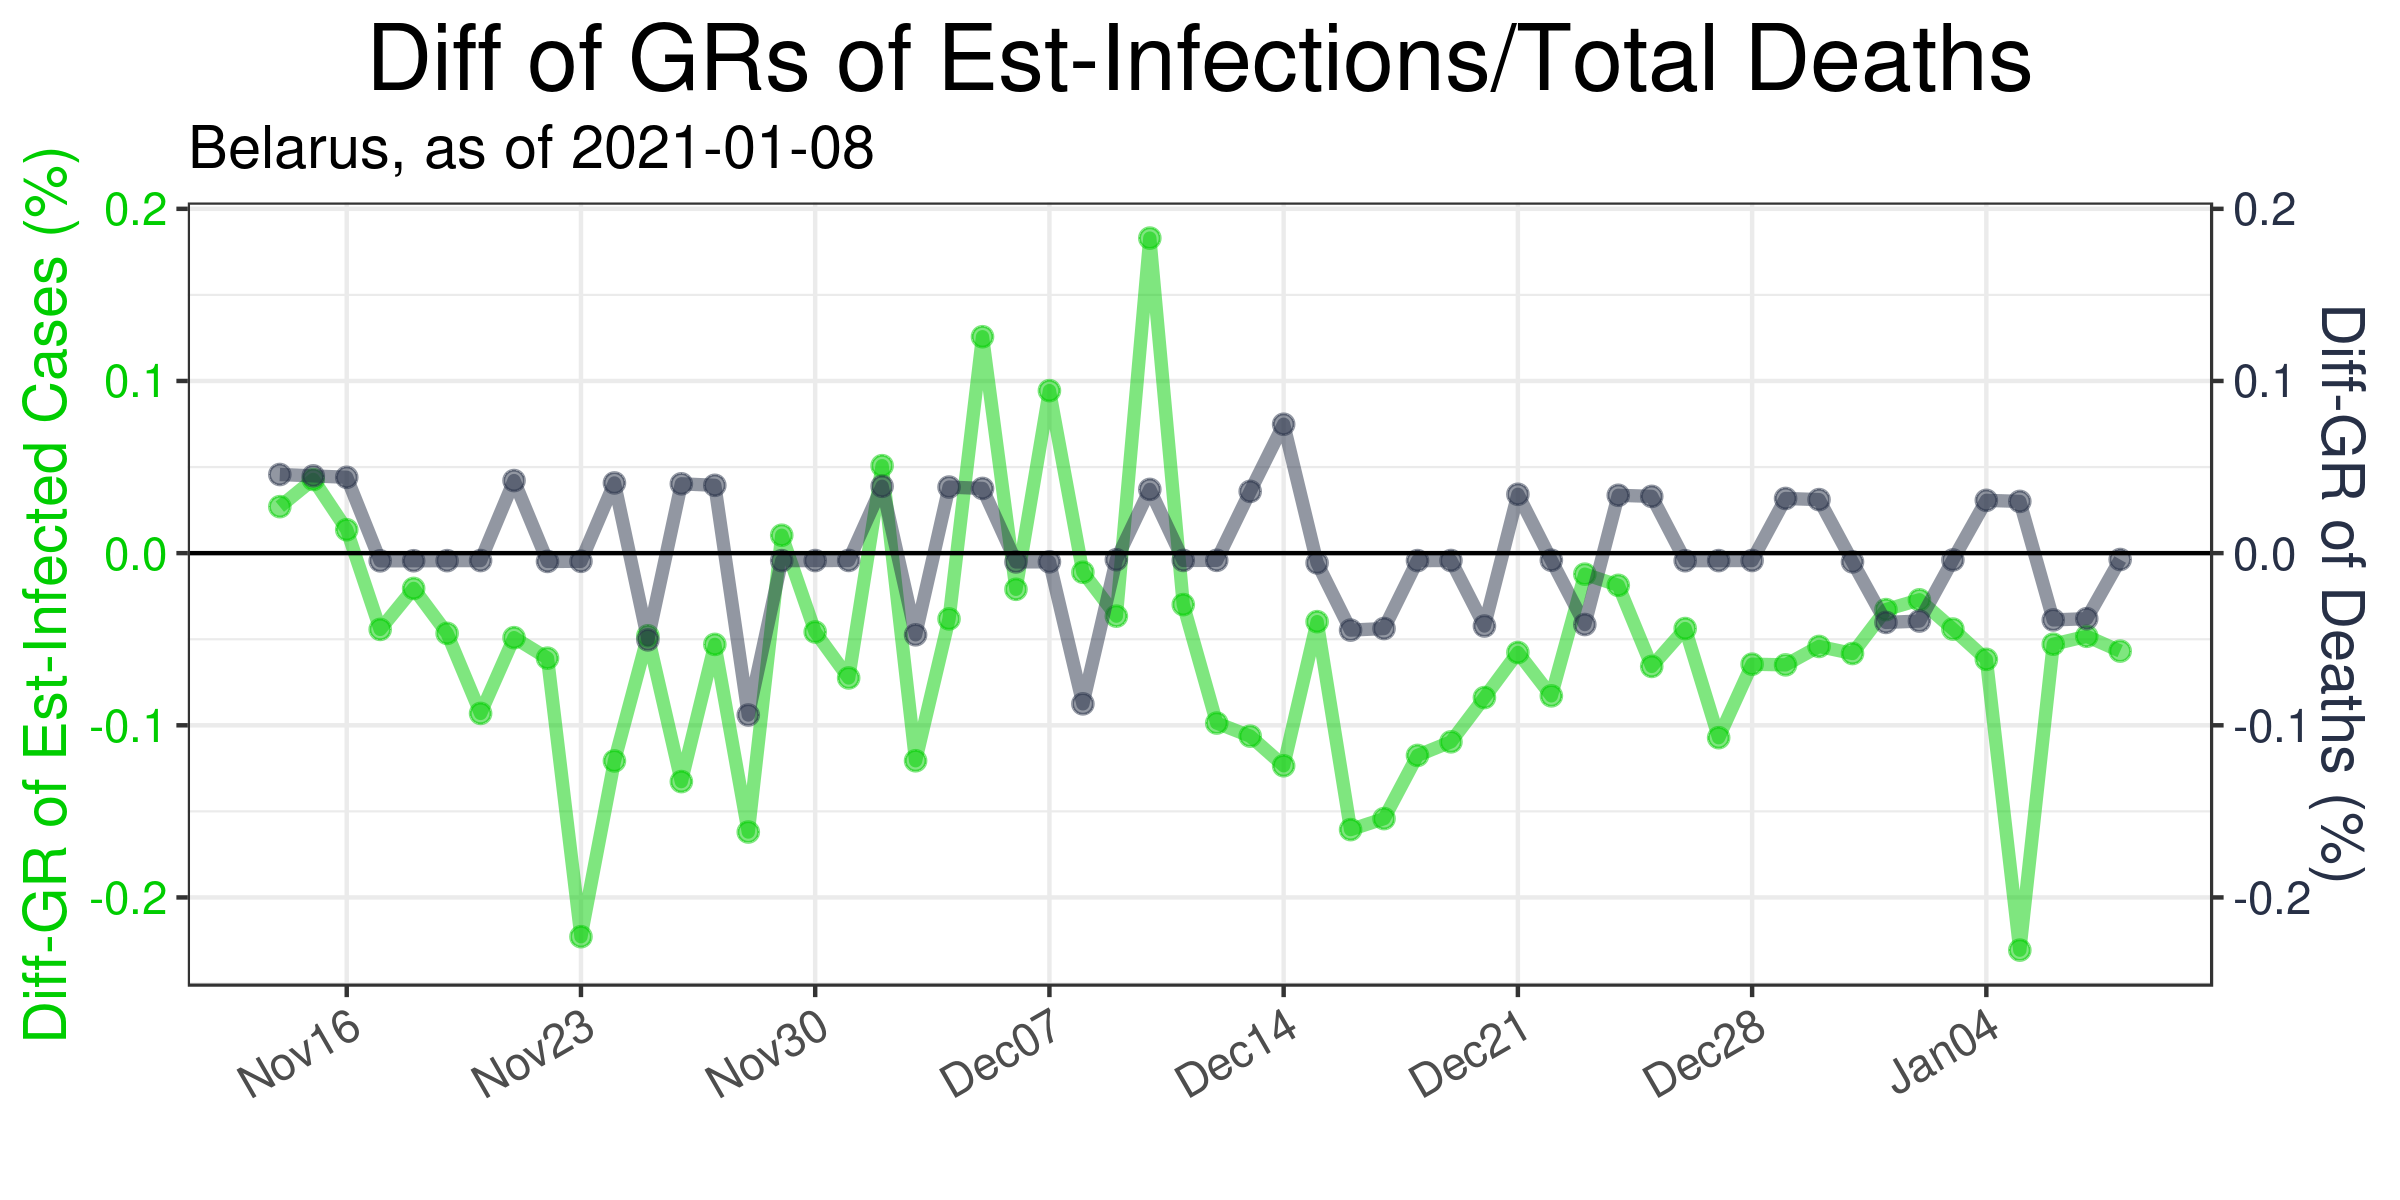 Diff of GRs of Est-Infections/Total Deaths
Belarus, as of 2021-01-08
Diff-GR of Est-Infected Cases (%)
0.2
0.1
0.0
-0.1
-0.2
0.2
0.1
0.0
-0.1
-0.2
Diff-GR of Deaths (%)
Nov16
Nov23
Nov30
Dec07
Dec14
Dec21
Dec28
Jan04